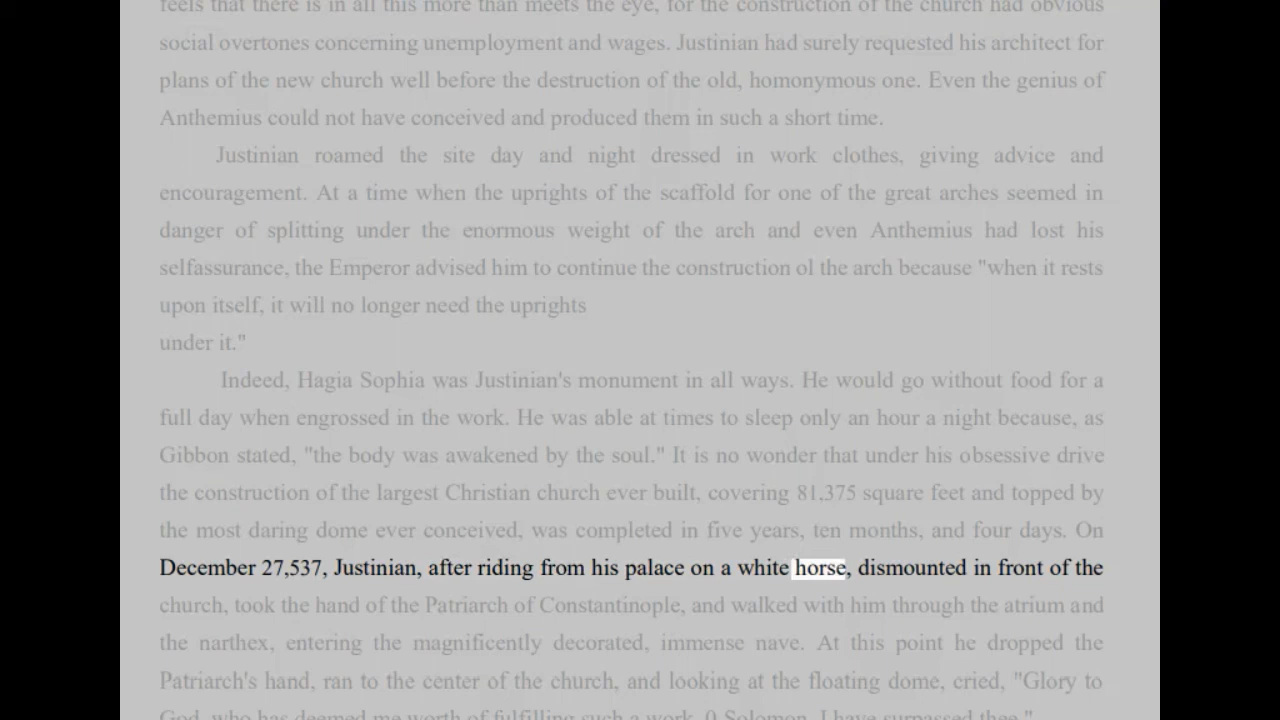 feels that there is in all this more than meets the eye, for the construction of the church had obvious
social overtones concerning unemployment and wages. Justinian had surely requested his architect for
plans of the new church well before the destruction of the old, homonymous one. Even the genius of
Anthemius could not have conceived and produced them in such a short time.
Justinian roamed the site day and night dressed in work clothes, giving advice and
encouragement. At a time when the uprights of the scaffold for one of the great arches seemed in
danger of splitting under the enormous weight of the arch and even Anthemius had lost his
selfassurance, the Emperor advised him to continue the construction ol the arch because "when it rests
upon itself, it will no longer need the uprights
under it."
Indeed, Hagia Sophia was Justinian's monument in all ways. He would go without food for a
full day when engrossed in the work. He was able at times to sleep only an hour a night because, as
Gibbon stated, "the body was awakened by the soul." It is no wonder that under his obsessive drive
the construction of the largest Christian church ever built, covering 81.375 square feet and topped by
the most daring dome ever conceived, was completed in five years, ten months, and four days. On
December 27,537, Justinian, after riding from his palace on a white horse, dismounted in front of the
church, took the hand of the Patriarch of Constantinople, and walked with him through the atrium and
the narthex, entering the magnificently decorated, immense nave. At this point he dropped the
Patriarch's hand, ran to the center of the church, and looking at the floating dome, cried, "Glory to
God, who has deemed me worth of fulfilling such a work. 0 Solomon, I have surpassed thee."